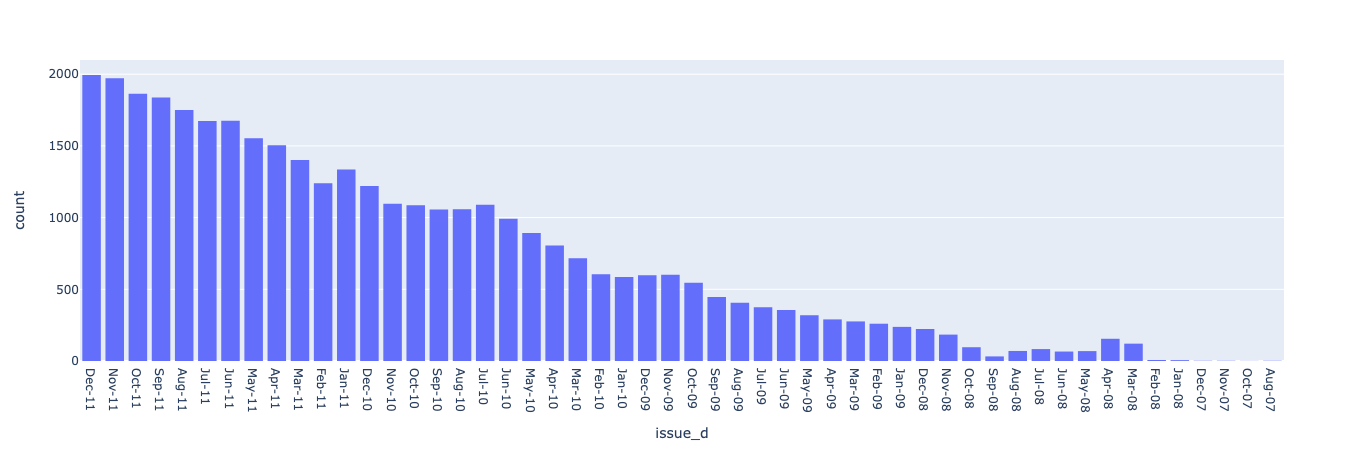 2000
1500
1000
500
0
count
Dec-11
Nov-11
Oct-11
Sep-11
Aug-11
Jul-11
Jun-11
May-11
Apr-11
Mar-11
Feb-11
Jan-11
Dec-10
Nov-10
Oct-10
Sep-10
Aug-10
Jul-10
Jun-10
May-10
Apr-10
Mar-10
Feb-10
Jan-10
Dec-09
Nov-09
Oct-09
Sep-09
Aug-09
Jul-09
Jun-09
May-09
Apr-09
Mar-09
Feb-09
Jan-09
Dec-08
Nov-08
Oct-08
Sep-08
Aug-08
Jul-08
Jun-08
May-08
Apr-08
Mar-08
Feb-08
Jan-08
Dec-07
Nov-07
Oct-07
Aug-07
issue_d